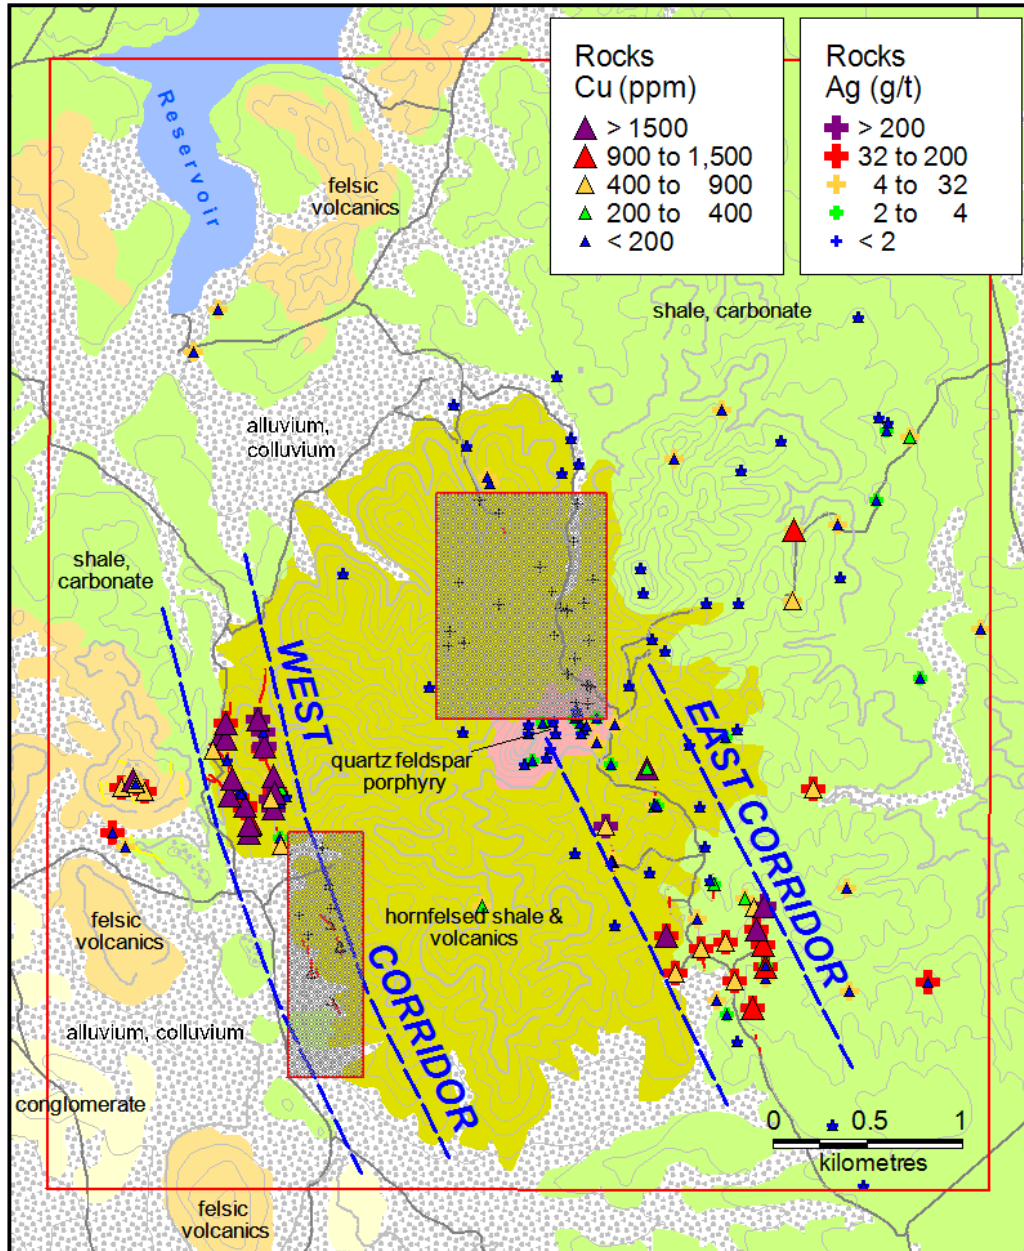 Rocks
Cu (ppm)
> 1500
900 to 1,500
400 to 900
200 to 400
< 200
Rocks
Ag (g/t)
> 200
32 to 200
4 to 32
2 to 4
< 2
Reservoir
felsic
volcanics
shale, carbonate
alluvium,
colluvium
shale,
carbonate
WEST
CORRIDOR
EAST CORRIDOR
quartz feldspar
porphyry
felsic
volcanics
hornfelsed shale &
volcanics
alluvium, colluvium
conglomerate
felsic
volcanics
0 0.5 1
kilometres